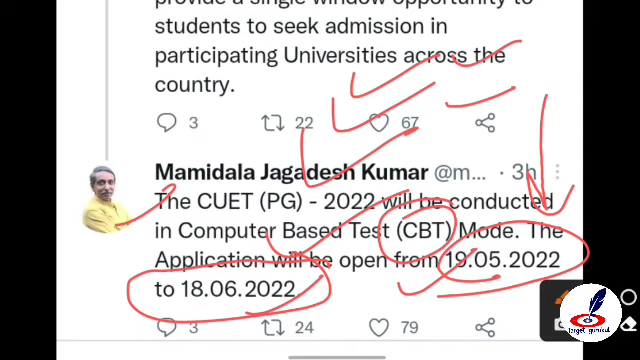 provide a single window opportunity to
students to seek admission in
participating Universities across the
country.
3 22 67
Mamidala Jagadesh Kumar @m... · 3h
The CUET (PG) - 2022 will be conducted
in Computer Based Test (CBT) Mode. The
Application will be open from 19.05.2022
to 18.06.2022
3 24 79
target gurukul